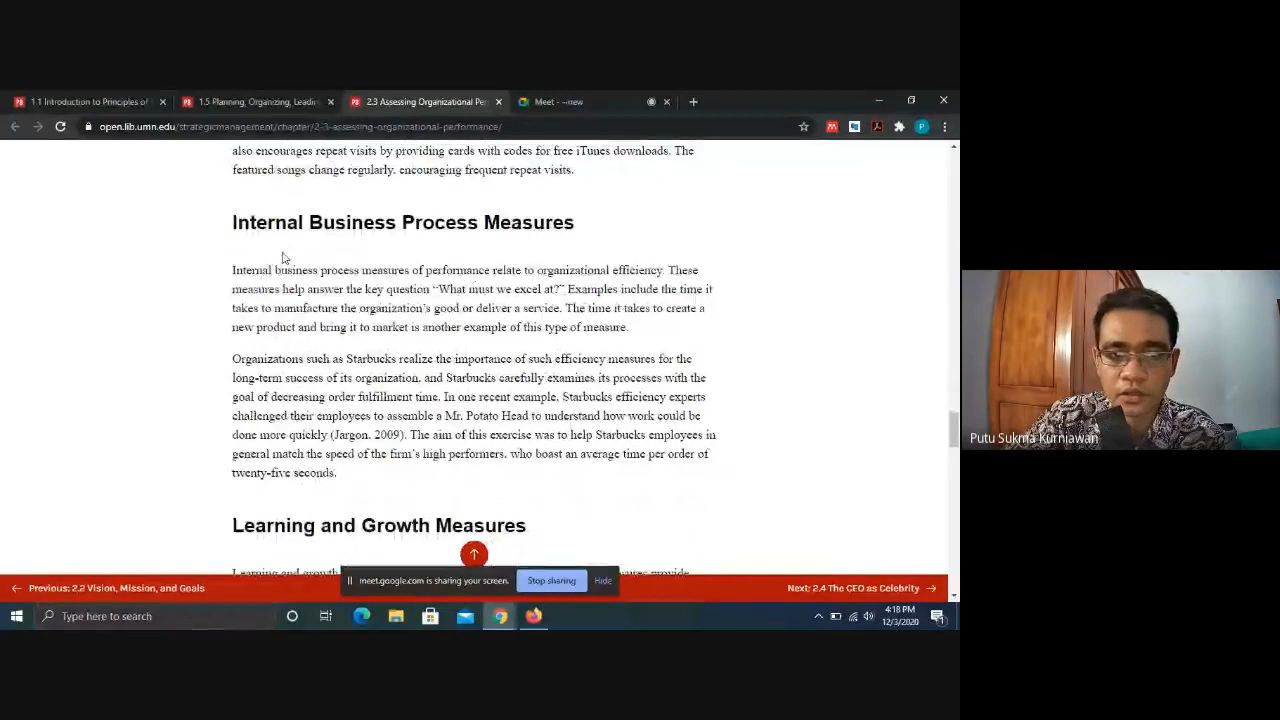 1.1 Introduction to Principles of
1.5 Planning, Organizing, Leadin
2.3 Assessing Organizational Pe
Meet - --new
open.lib.umn.edu/strategicmanagement/chapter/2-3-assessing-organizational-performance/
P
also encourages repeat visits by providing cards with codes for free iTunes downloads. The
featured songs change regularly, encouraging frequent repeat visits.
Internal Business Process Measures
Internal business process measures of performance relate to organizational efficiency. These
measures help answer the key question “What must we excel at?” Examples include the time it
takes to manufacture the organization’s good or deliver a service. The time it takes to create a
new product and bring it to market is another example of this type of measure.
Organizations such as Starbucks realize the importance of such efficiency measures for the
long-term success of its organization, and Starbucks carefully examines its processes with the
goal of decreasing order fulfillment time. In one recent example, Starbucks efficiency experts
challenged their employees to assemble a Mr. Potato Head to understand how work could be
done more quickly (Jargon, 2009). The aim of this exercise was to help Starbucks employees in
general match the speed of the firm’s high performers, who boast an average time per order of
twenty-five seconds.
Learning and Growth Measures
Learning and growth
provide
meet.google.com is sharing your screen.
Stop sharing
Hide
Previous: 2.2 Vision, Mission, and Goals
Next: 2.4 The CEO as Celebrity
Type here to search
4:18 PM
12/3/2020
Putu Sukma Kurniawan